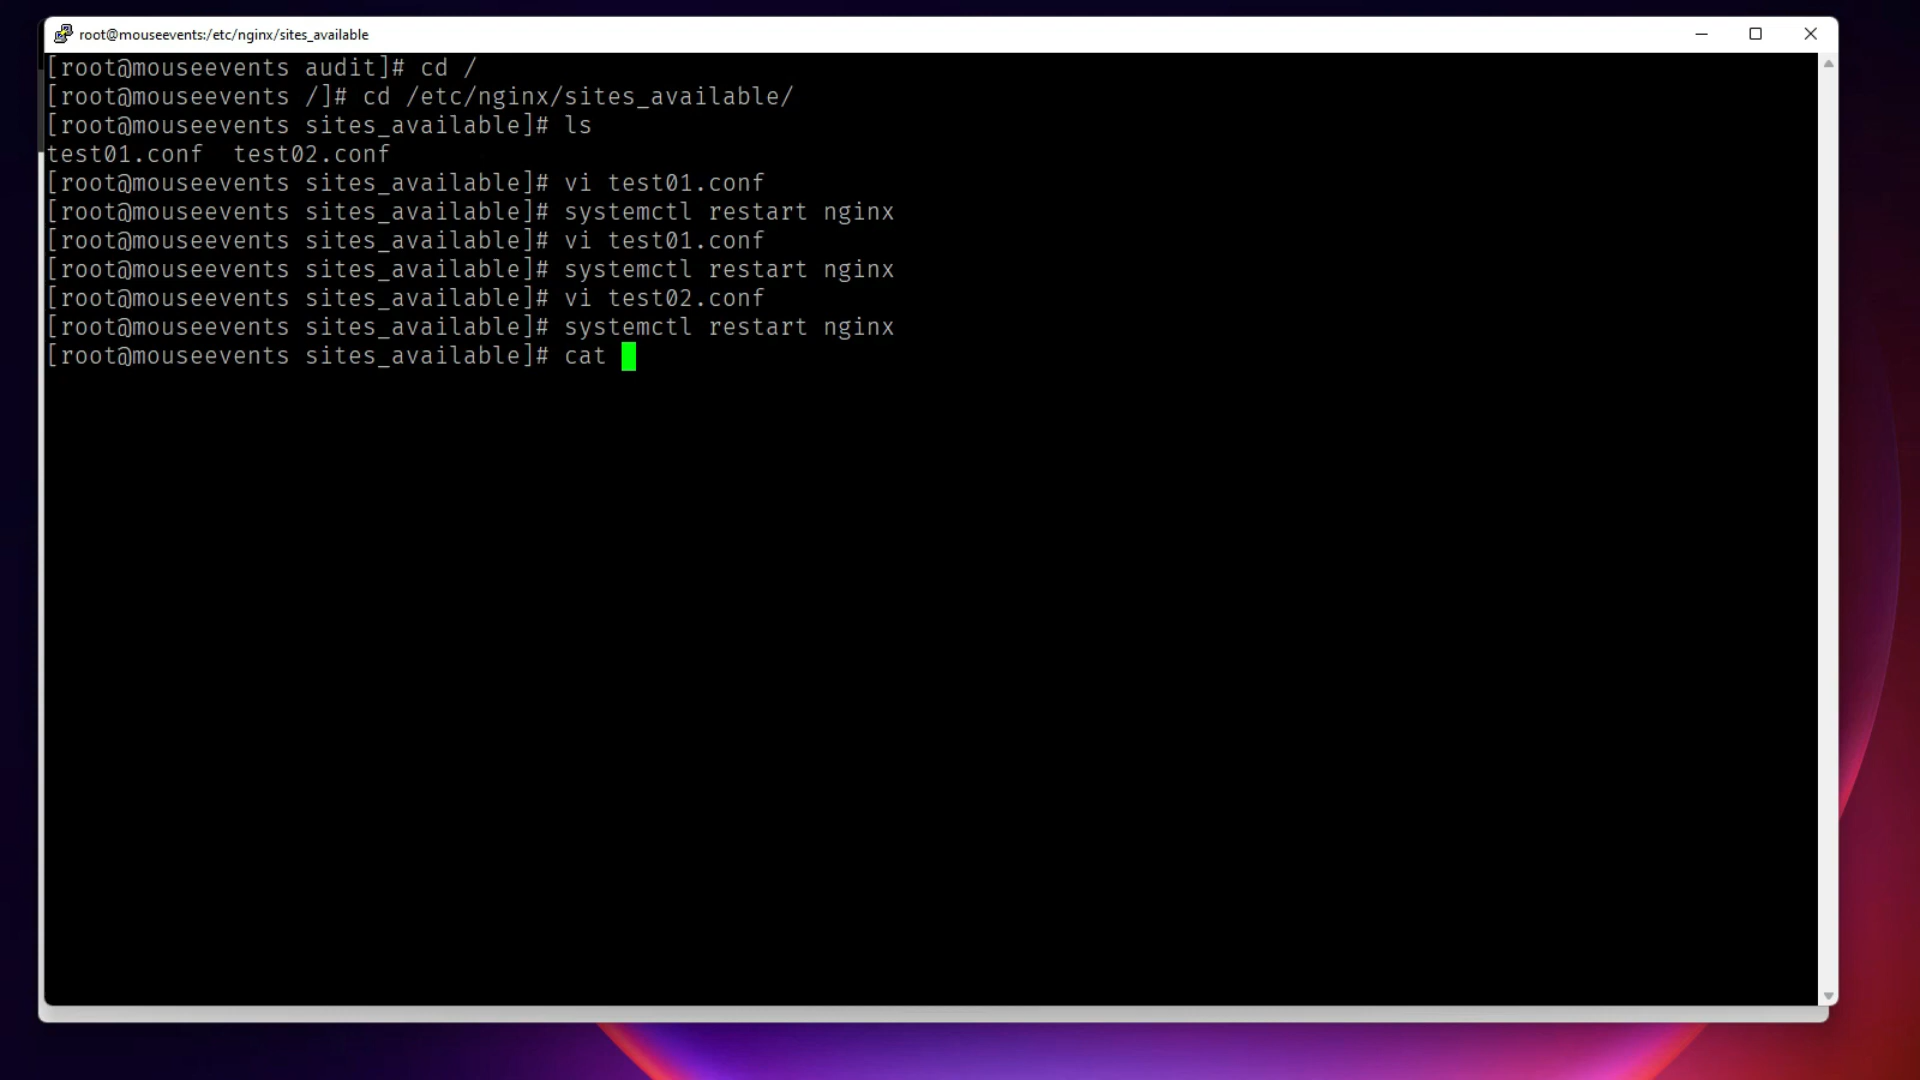 root@mouseevents:/etc/nginx/sites_available
[root@mouseevents audit]# cd /
[root@mouseevents /]# cd /etc/nginx/sites_available/
[root@mouseevents sites_available]# ls
test01.conf  test02.conf
[root@mouseevents sites_available]# vi test01.conf
[root@mouseevents sites_available]# systemctl restart nginx
[root@mouseevents sites_available]# vi test01.conf
[root@mouseevents sites_available]# systemctl restart nginx
[root@mouseevents sites_available]# vi test02.conf
[root@mouseevents sites_available]# systemctl restart nginx
[root@mouseevents sites_available]# cat